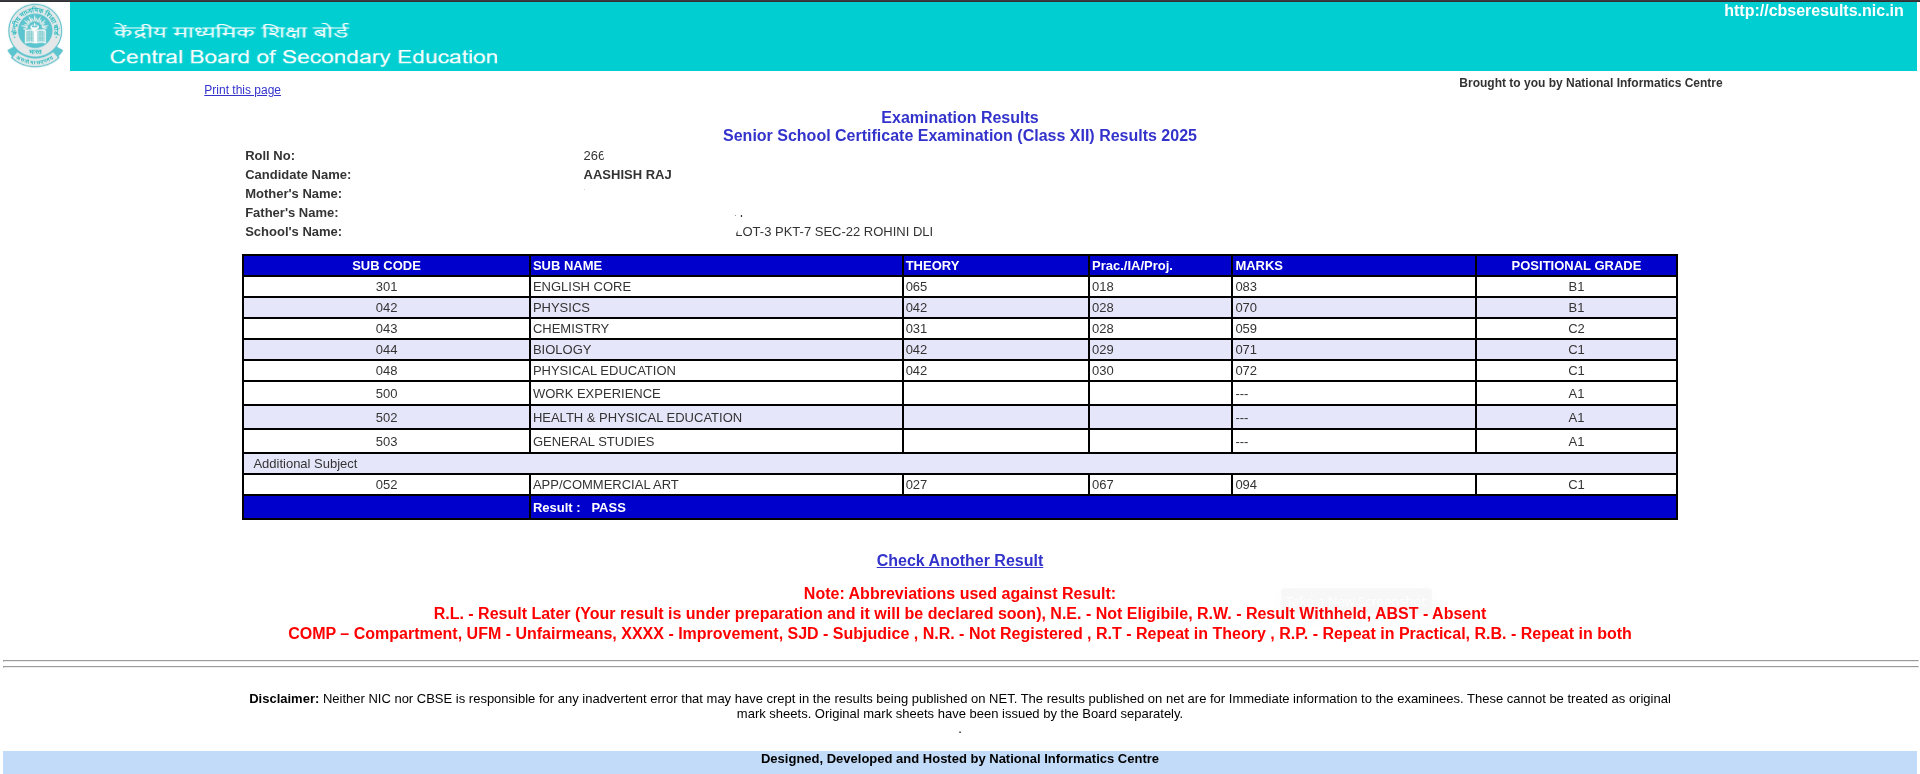 http://cbseresults.nic.in
केंद्रीय माध्यमिक शिक्षा बोर्ड
Central Board of Secondary Education
भारत
Print this page
Brought to you by National Informatics Centre
Examination Results
Senior School Certificate Examination (Class XII) Results 2025
Roll No: 266
Candidate Name: AASHISH RAJ
Mother's Name:
Father's Name:
School's Name: LOT-3 PKT-7 SEC-22 ROHINI DLI
SUB CODE SUB NAME THEORY Prac./IA/Proj. MARKS POSITIONAL GRADE
301 ENGLISH CORE 065 018 083 B1
042 PHYSICS 042 028 070 B1
043 CHEMISTRY 031 028 059 C2
044 BIOLOGY 042 029 071 C1
048 PHYSICAL EDUCATION 042 030 072 C1
500 WORK EXPERIENCE --- A1
502 HEALTH & PHYSICAL EDUCATION --- A1
503 GENERAL STUDIES --- A1
Additional Subject
052 APP/COMMERCIAL ART 027 067 094 C1
Result : PASS
Check Another Result
Note: Abbreviations used against Result:
R.L. - Result Later (Your result is under preparation and it will be declared soon), N.E. - Not Eligibile, R.W. - Result Withheld, ABST - Absent
COMP – Compartment, UFM - Unfairmeans, XXXX - Improvement, SJD - Subjudice , N.R. - Not Registered , R.T - Repeat in Theory , R.P. - Repeat in Practical, R.B. - Repeat in both
Disclaimer: Neither NIC nor CBSE is responsible for any inadvertent error that may have crept in the results being published on NET. The results published on net are for Immediate information to the examinees. These cannot be treated as original
mark sheets. Original mark sheets have been issued by the Board separately.
.
Designed, Developed and Hosted by National Informatics Centre